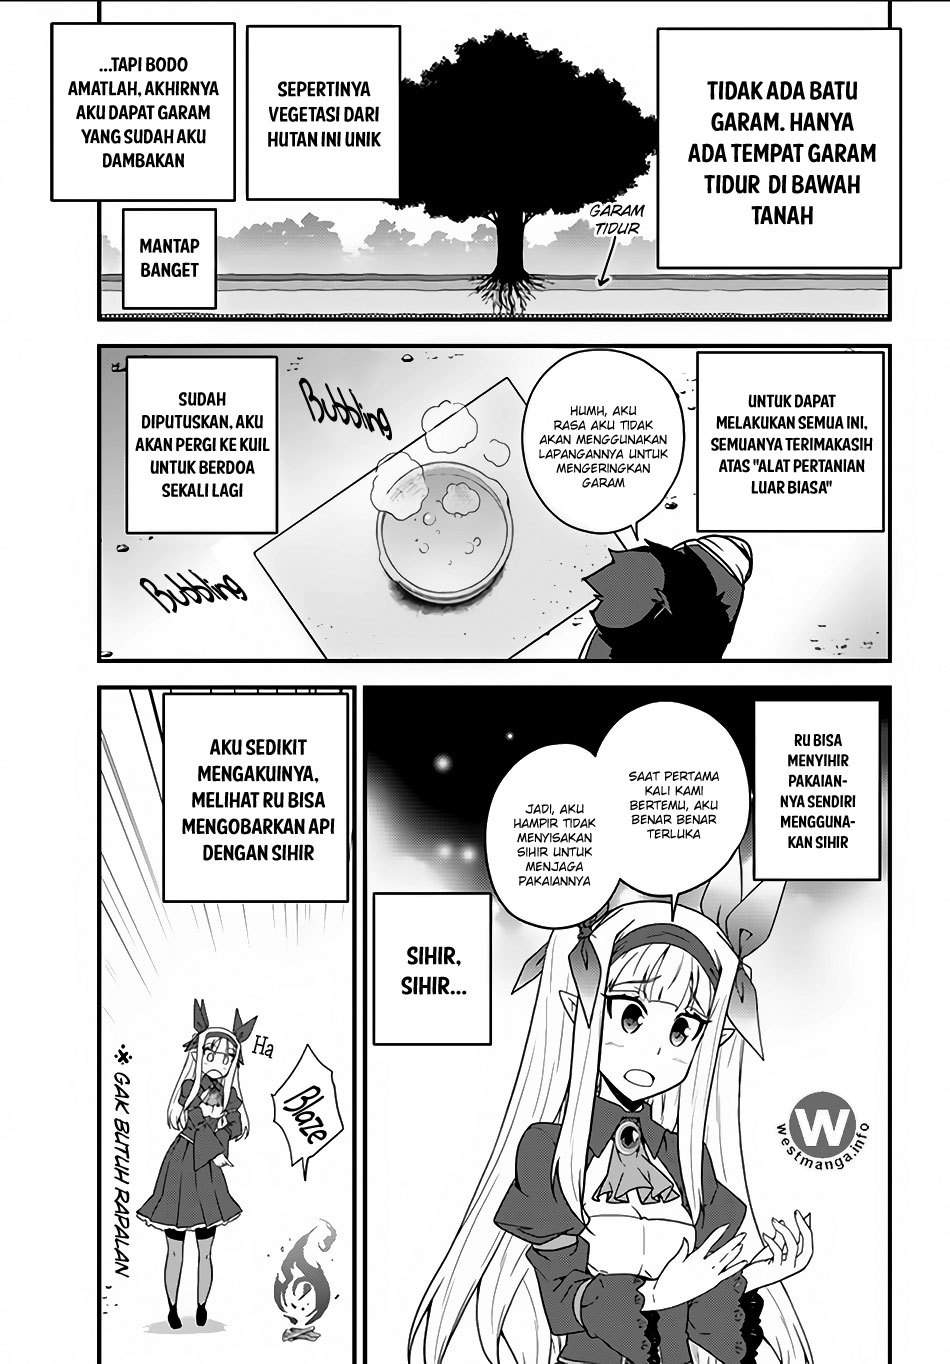 TIDAK ADA BATU
GARAM. HANYA
ADA TEMPAT GARAM
TIDUR DI BAWAH
TANAH
GARAM
TIDUR
SEPERTINYA
VEGETASI DARI
HUTAN INI UNIK
...TAPI BODO
AMATLAH, AKHIRNYA
AKU DAPAT GARAM
YANG SUDAH AKU
DAMBAKAN
MANTAP
BANGET
UNTUK DAPAT
MELAKUKAN SEMUA INI,
SEMUANYA TERIMAKASIH
ATAS "ALAT PERTANIAN
LUAR BIASA"
HUMH, AKU
RASA AKU TIDAK
AKAN MENGGUNAKAN
LAPANGANNYA UNTUK
MENGERINGKAN
GARAM
Bubbling
SUDAH
DIPUTUSKAN, AKU
AKAN PERGI KE KUIL
UNTUK BERDOA
SEKALI LAGI
Bubbling
RU BISA
MENYIHIR
PAKAIAN-
NYA SENDIRI
MENGGUNA-
KAN SIHIR
SAAT PERTAMA
KALI KAMI
BERTEMU, AKU
BENAR BENAR
TERLUKA
JADI, AKU
HAMPIR TIDAK
MENYISAKAN
SIHIR UNTUK
MENJAGA
PAKAIANNYA
SIHIR,
SIHIR...
W
westmanga.info
AKU SEDIKIT
MENGAKUINYA,
MELIHAT RU BISA
MENGOBARKAN API
DENGAN SIHIR
Ha
Blaze
※ GAK BUTUH RAPALAN